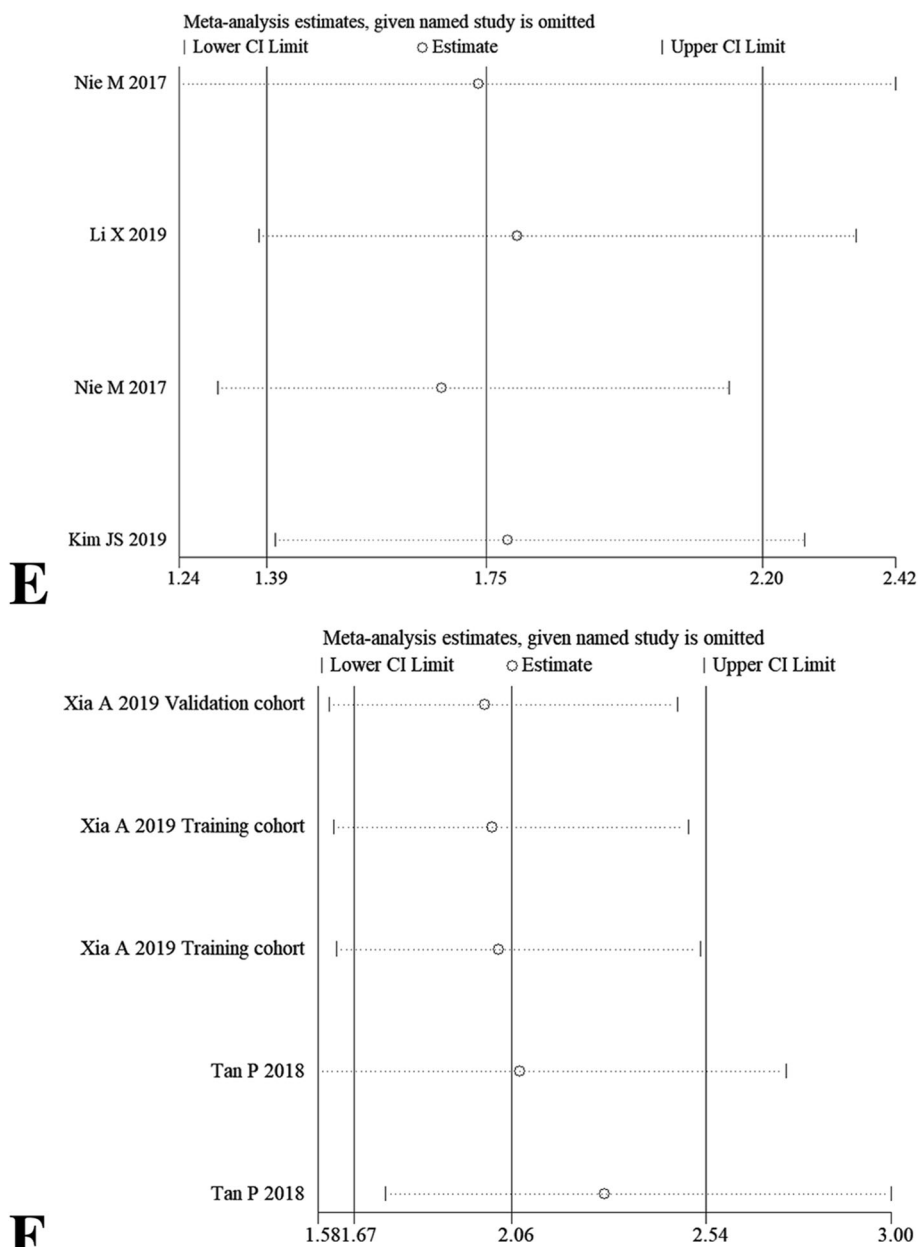 Meta-analysis estimates, given named study is omitted
| Lower CI Limit ○ Estimate | Upper CI Limit
Nie M 2017
Li X 2019
Nie M 2017
Kim JS 2019
1.24 1.39 1.75 2.20 2.42
E
Meta-analysis estimates, given named study is omitted
| Lower CI Limit ○ Estimate | Upper CI Limit
Xia A 2019 Validation cohort
Xia A 2019 Training cohort
Xia A 2019 Training cohort
Tan P 2018
Tan P 2018
1.58 1.67 2.06 2.54 3.00